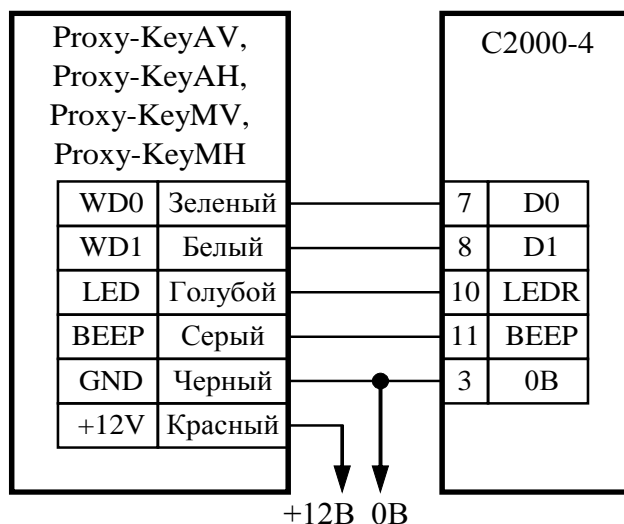 Proxy-KeyAV,
Proxy-KeyAH,
Proxy-KeyMV,
Proxy-KeyMH
WD0 Зеленый
WD1 Белый
LED Голубой
BEEP Серый
GND Черный
+12V Красный
C2000-4
7 D0
8 D1
10 LEDR
11 BEEP
3 0В
+12В 0В